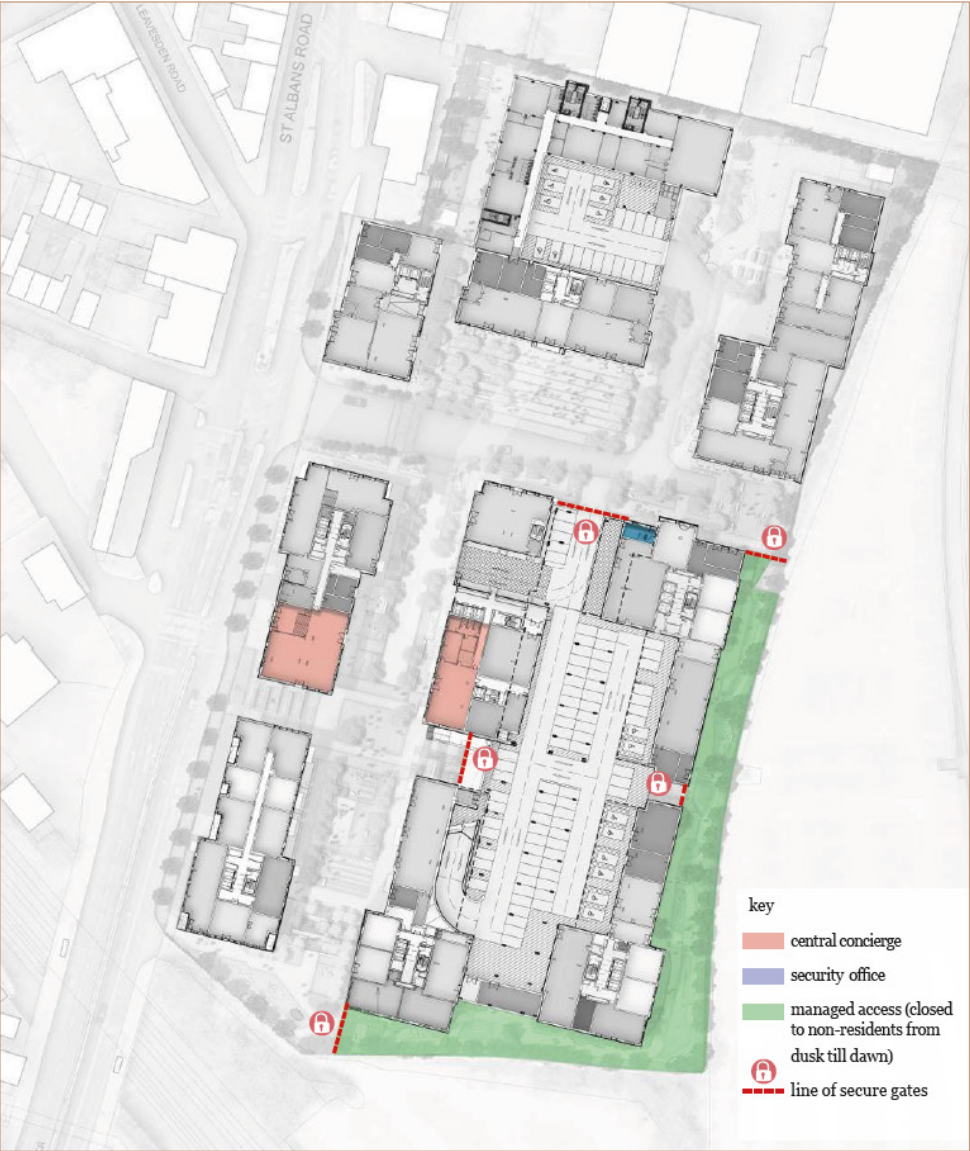 LEAVESDEN ROAD
ST ALBANS ROAD
key
central concierge
security office
managed access (closed
to non-residents from
dusk till dawn)
line of secure gates